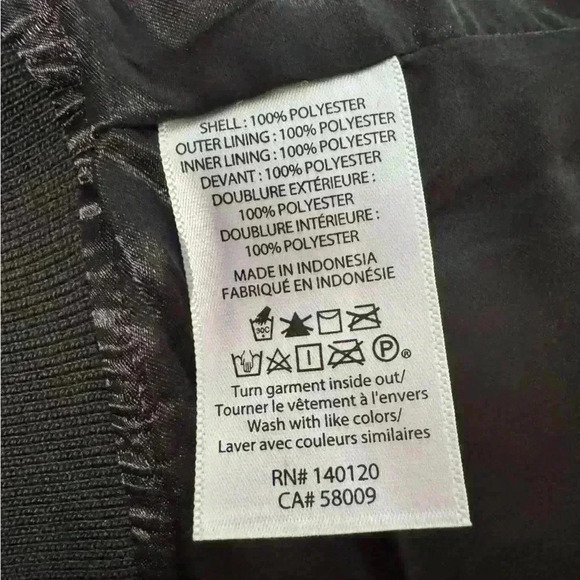 SHELL : 100% POLYESTER
OUTER LINING : 100% POLYESTER
INNER LINING : 100% POLYESTER
DEVANT : 100% POLYESTER
DOUBLURE EXTÉRIEURE :
100% POLYESTER
DOUBLURE INTÉRIEURE :
100% POLYESTER
MADE IN INDONESIA
FABRIQUÉ EN INDONÉSIE
30C
P®
Turn garment inside out/
Tourner le vêtement à l'envers
Wash with like colors/
Laver avec couleurs similaires
RN# 140120
CA# 58009